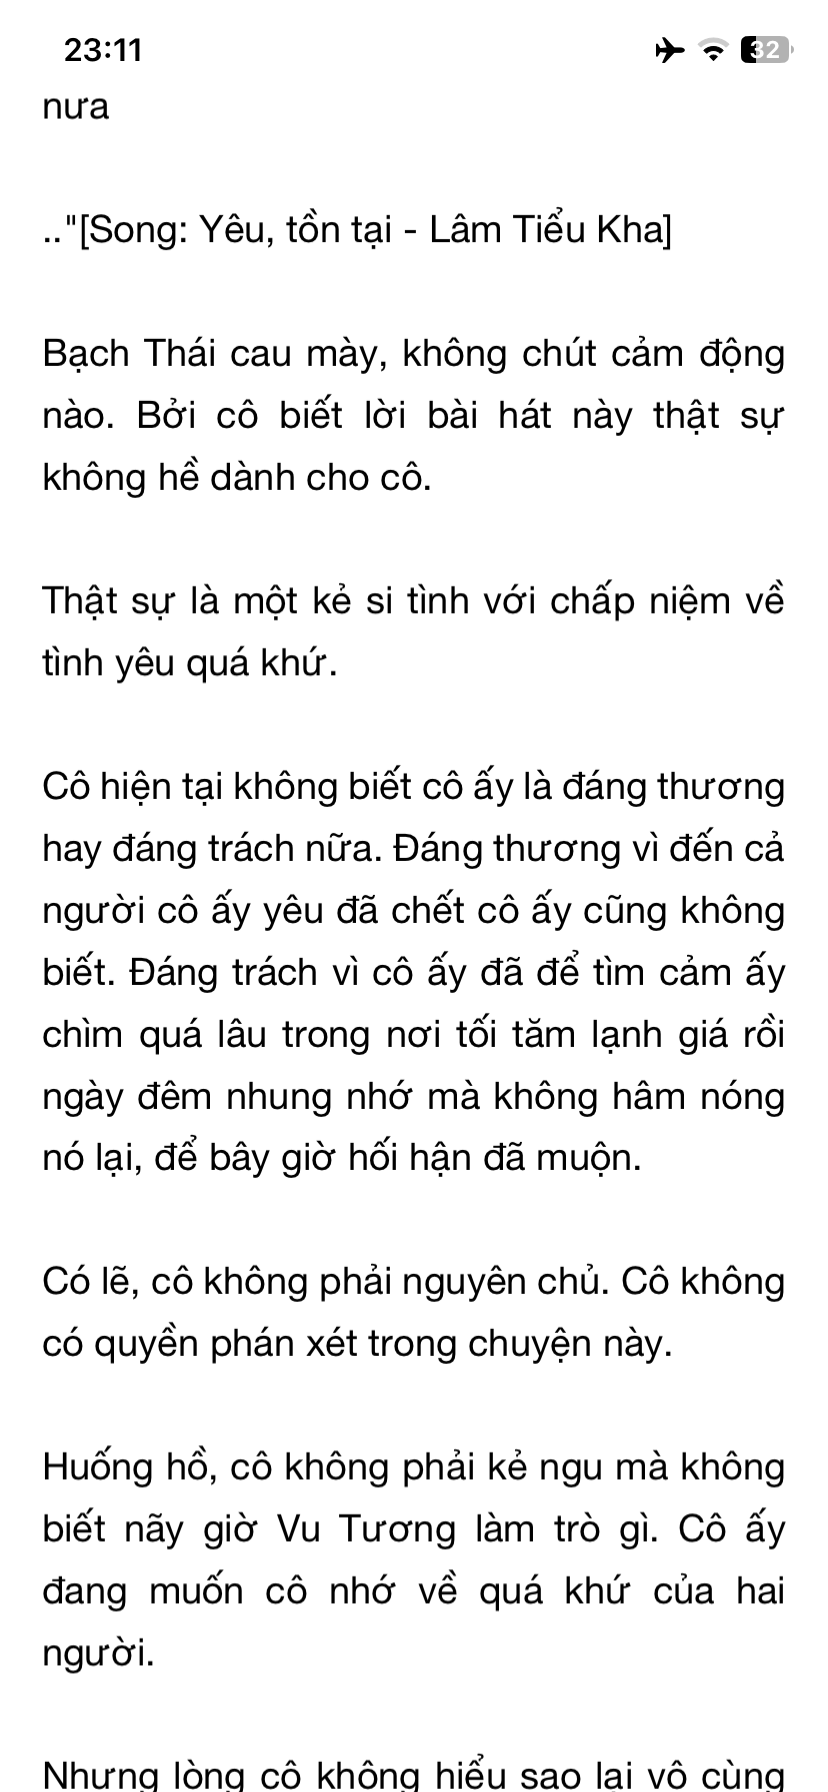 23:11
32
nưa
.."[Song: Yêu, tồn tại - Lâm Tiểu Kha]
Bạch Thái cau mày, không chút cảm động
nào. Bởi cô biết lời bài hát này thật sự
không hề dành cho cô.
Thật sự là một kẻ si tình với chấp niệm về
tình yêu quá khứ.
Cô hiện tại không biết cô ấy là đáng thương
hay đáng trách nữa. Đáng thương vì đến cả
người cô ấy yêu đã chết cô ấy cũng không
biết. Đáng trách vì cô ấy đã để tìm cảm ấy
chìm quá lâu trong nơi tối tăm lạnh giá rồi
ngày đêm nhung nhớ mà không hâm nóng
nó lại, để bây giờ hối hận đã muộn.
Có lẽ, cô không phải nguyên chủ. Cô không
có quyền phán xét trong chuyện này.
Huống hồ, cô không phải kẻ ngu mà không
biết nãy giờ Vu Tương làm trò gì. Cô ấy
đang muốn cô nhớ về quá khứ của hai
người.
Nhưng lòng cô không hiểu sao lại vô cùng